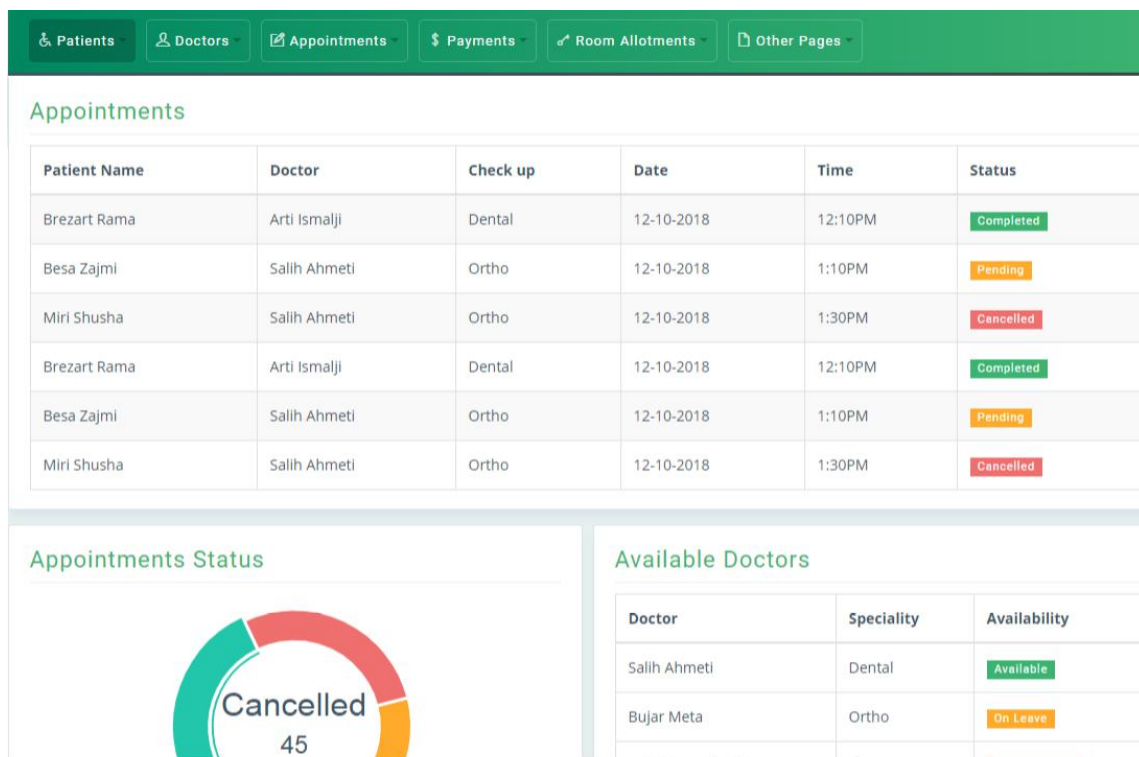 Patients Doctors Appointments $ Payments Room Allotments Other Pages
Appointments
Patient Name Doctor Check up Date Time Status
Brezart Rama Arti Ismalji Dental 12-10-2018 12:10PM Completed
Besa Zajmi Salih Ahmeti Ortho 12-10-2018 1:10PM Pending
Miri Shusha Salih Ahmeti Ortho 12-10-2018 1:30PM Cancelled
Brezart Rama Arti Ismalji Dental 12-10-2018 12:10PM Completed
Besa Zajmi Salih Ahmeti Ortho 12-10-2018 1:10PM Pending
Miri Shusha Salih Ahmeti Ortho 12-10-2018 1:30PM Cancelled
Appointments Status
Cancelled
45
Available Doctors
Doctor Speciality Availability
Salih Ahmeti Dental Available
Bujar Meta Ortho On Leave